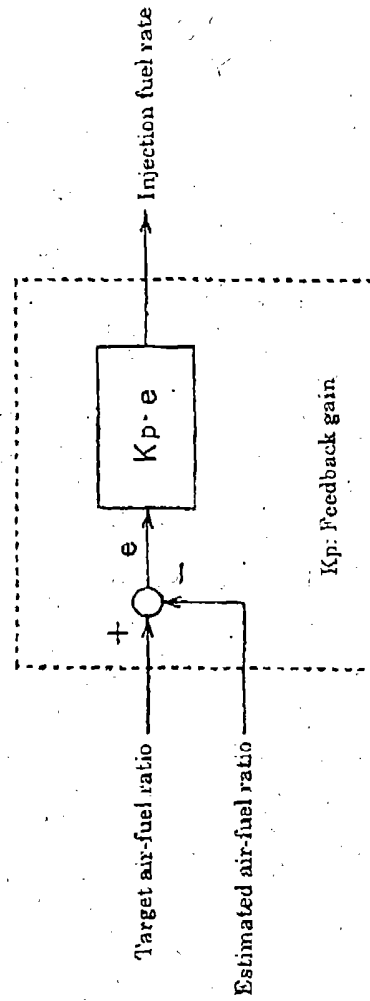 Target air-fuel ratio
+
e
Kp·e
Injection fuel rate
−
Estimated air-fuel ratio
Kp: Feedback gain